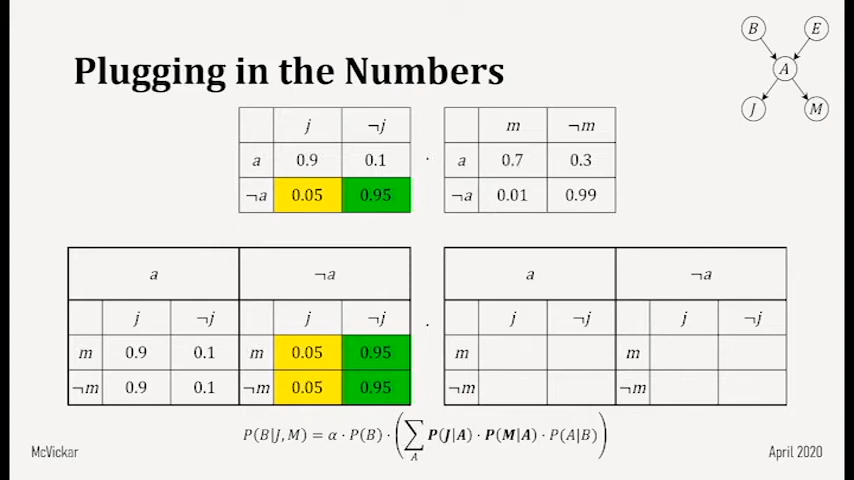 B E
Plugging in the Numbers
A
j ¬j m ¬m
J M
a 0.9 0.1 · a 0.7 0.3
¬a 0.05 0.95 ¬a 0.01 0.99
a ¬a a ¬a
j ¬j j ¬j · j ¬j j ¬j
m 0.9 0.1 m 0.05 0.95 m m
¬m 0.9 0.1 ¬m 0.05 0.95 ¬m ¬m
P(B|J, M) = α · P(B) · (∑_A P(J|A) · P(M|A) · P(A|B))
McVickar April 2020